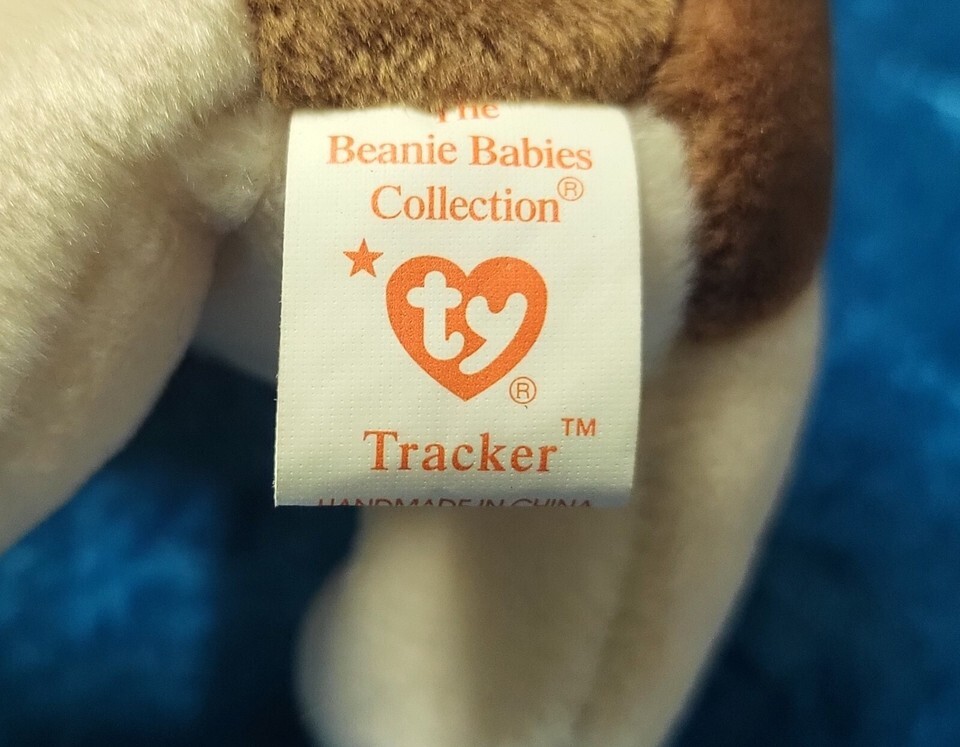 The
Beanie Babies
Collection®
ty
®
Tracker™
HANDMADE IN CHINA